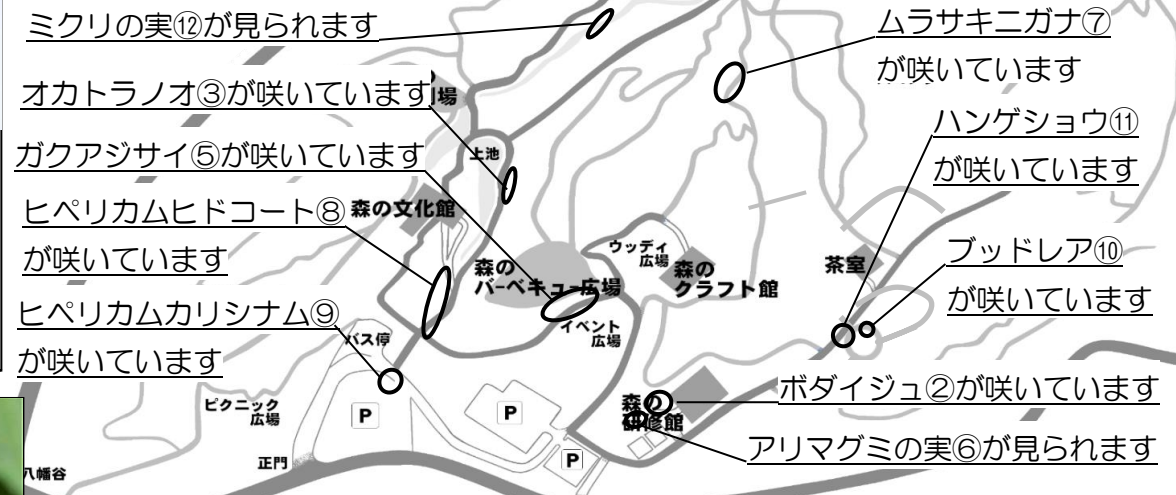 ミクリの実⑫が見られます
オカトラノオ③が咲いています
ガクアジサイ⑤が咲いています
ヒペリカムヒドコート⑧
が咲いています
ヒペリカムカリシナム⑨
が咲いています
ムラサキニガナ⑦
が咲いています
ハンゲショウ⑪
が咲いています
ブッドレア⑩
が咲いています
ボダイジュ②が咲いています
アリマグミの実⑥が見られます
場
上池
森の文化館
森の
バーベキュー広場
ウッディ
広場
森の
クラフト館
茶室
イベント
広場
バス停
ピクニック
広場
P
P
P
森の
研修館
正門
八幡谷